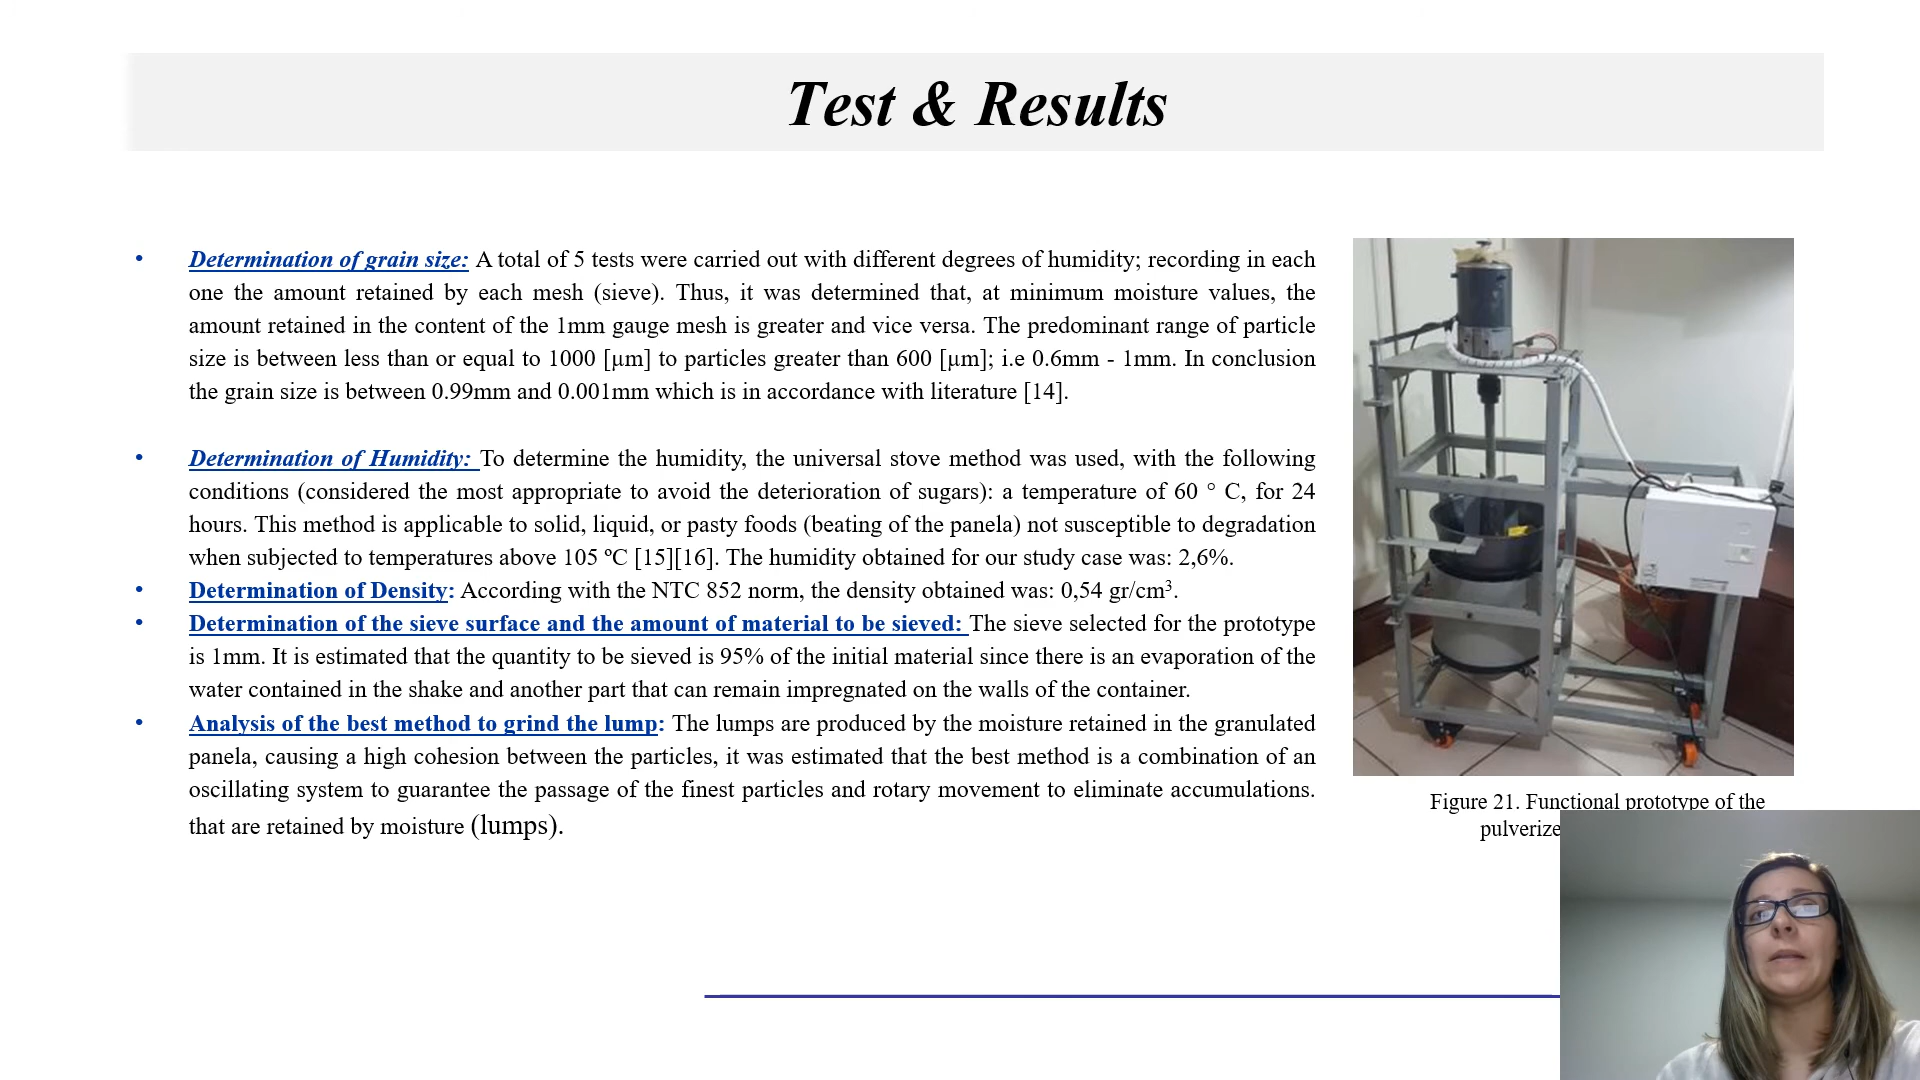 Test & Results
• Determination of grain size: A total of 5 tests were carried out with different degrees of humidity; recording in each
one the amount retained by each mesh (sieve). Thus, it was determined that, at minimum moisture values, the
amount retained in the content of the 1mm gauge mesh is greater and vice versa. The predominant range of particle
size is between less than or equal to 1000 [µm] to particles greater than 600 [µm]; i.e 0.6mm - 1mm. In conclusion
the grain size is between 0.99mm and 0.001mm which is in accordance with literature [14].
• Determination of Humidity: To determine the humidity, the universal stove method was used, with the following
conditions (considered the most appropriate to avoid the deterioration of sugars): a temperature of 60 ° C, for 24
hours. This method is applicable to solid, liquid, or pasty foods (beating of the panela) not susceptible to degradation
when subjected to temperatures above 105 ºC [15][16]. The humidity obtained for our study case was: 2,6%.
• Determination of Density: According with the NTC 852 norm, the density obtained was: 0,54 gr/cm³.
• Determination of the sieve surface and the amount of material to be sieved: The sieve selected for the prototype
is 1mm. It is estimated that the quantity to be sieved is 95% of the initial material since there is an evaporation of the
water contained in the shake and another part that can remain impregnated on the walls of the container.
• Analysis of the best method to grind the lump: The lumps are produced by the moisture retained in the granulated
panela, causing a high cohesion between the particles, it was estimated that the best method is a combination of an
oscillating system to guarantee the passage of the finest particles and rotary movement to eliminate accumulations.
that are retained by moisture (lumps).
Figure 21. Functional prototype of the
pulverize